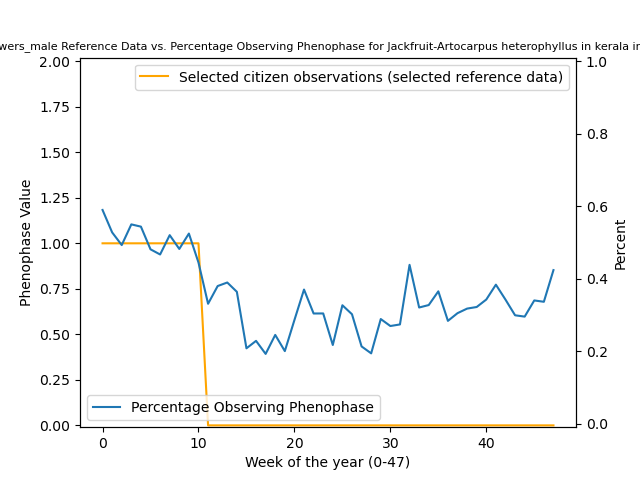 wers_male Reference Data vs. Percentage Observing Phenophase for Jackfruit-Artocarpus heterophyllus in kerala in
Selected citizen observations (selected reference data)
2.00
1.75
1.50
1.25
1.00
0.75
0.50
0.25
0.00
Phenophase Value
1.0
0.8
0.6
0.4
0.2
0.0
Percent
Percentage Observing Phenophase
0 10 20 30 40
Week of the year (0-47)